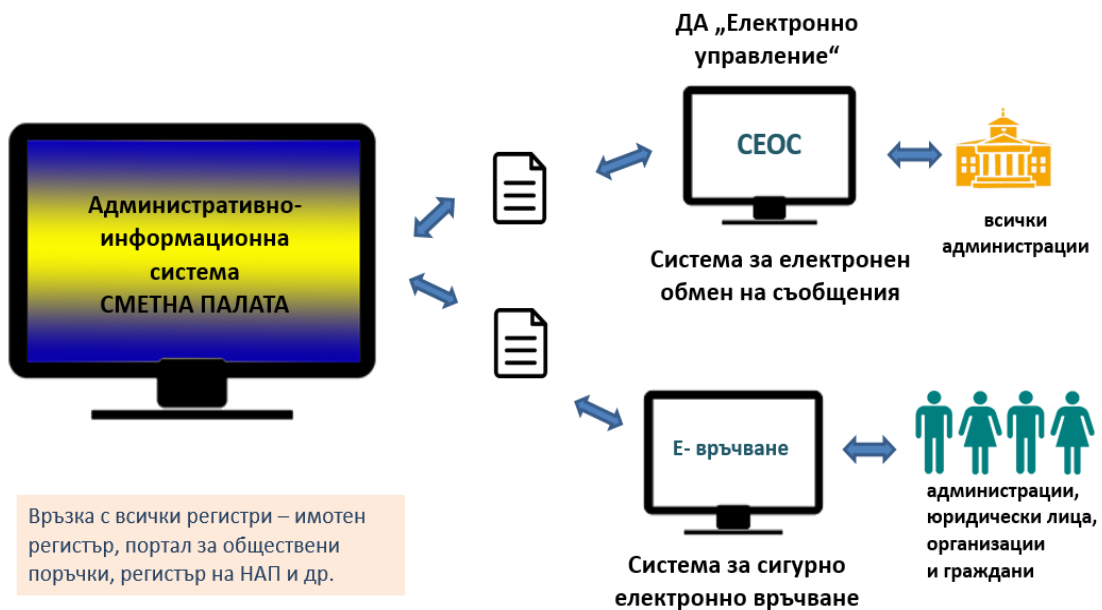 ДА „Електронно
управление“
СЕОС
Административно-
информационна
система
СМЕТНА ПАЛАТА
всички
администрации
Система за електронен
обмен на съобщения
Е- връчване
администрации,
юридически лица,
организации
и граждани
Връзка с всички регистри – имотен
регистър, портал за обществени
поръчки, регистър на НАП и др.
Система за сигурно
електронно връчване